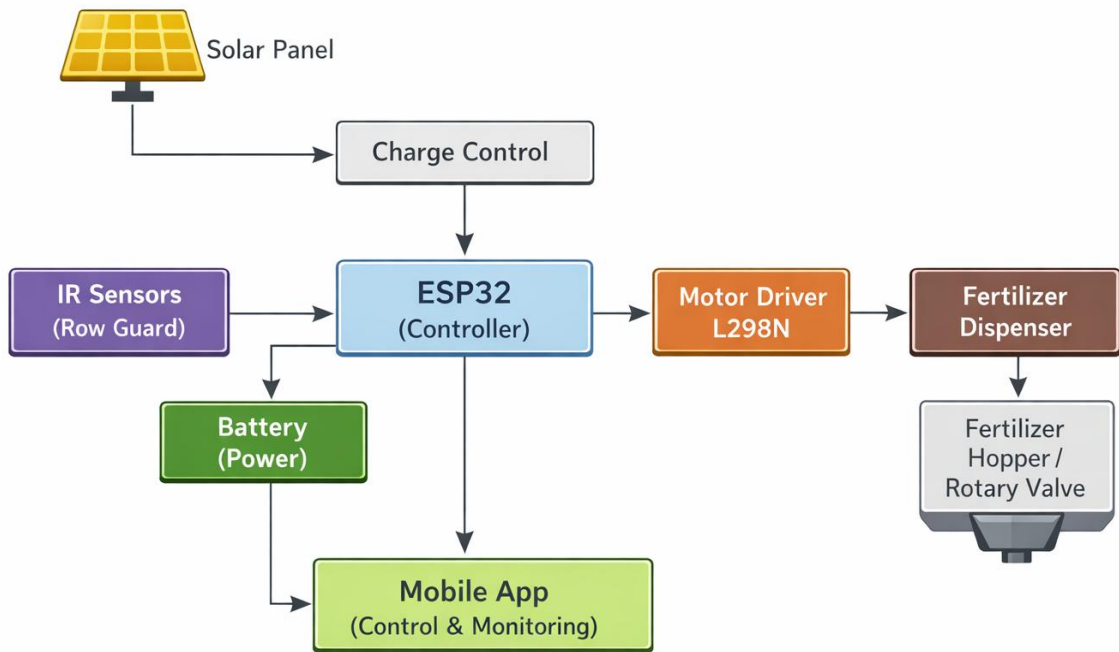 Solar Panel
Charge Control
IR Sensors
(Row Guard)
ESP32
(Controller)
Motor Driver
L298N
Fertilizer
Dispenser
Battery
(Power)
Fertilizer
Hopper /
Rotary Valve
Mobile App
(Control & Monitoring)